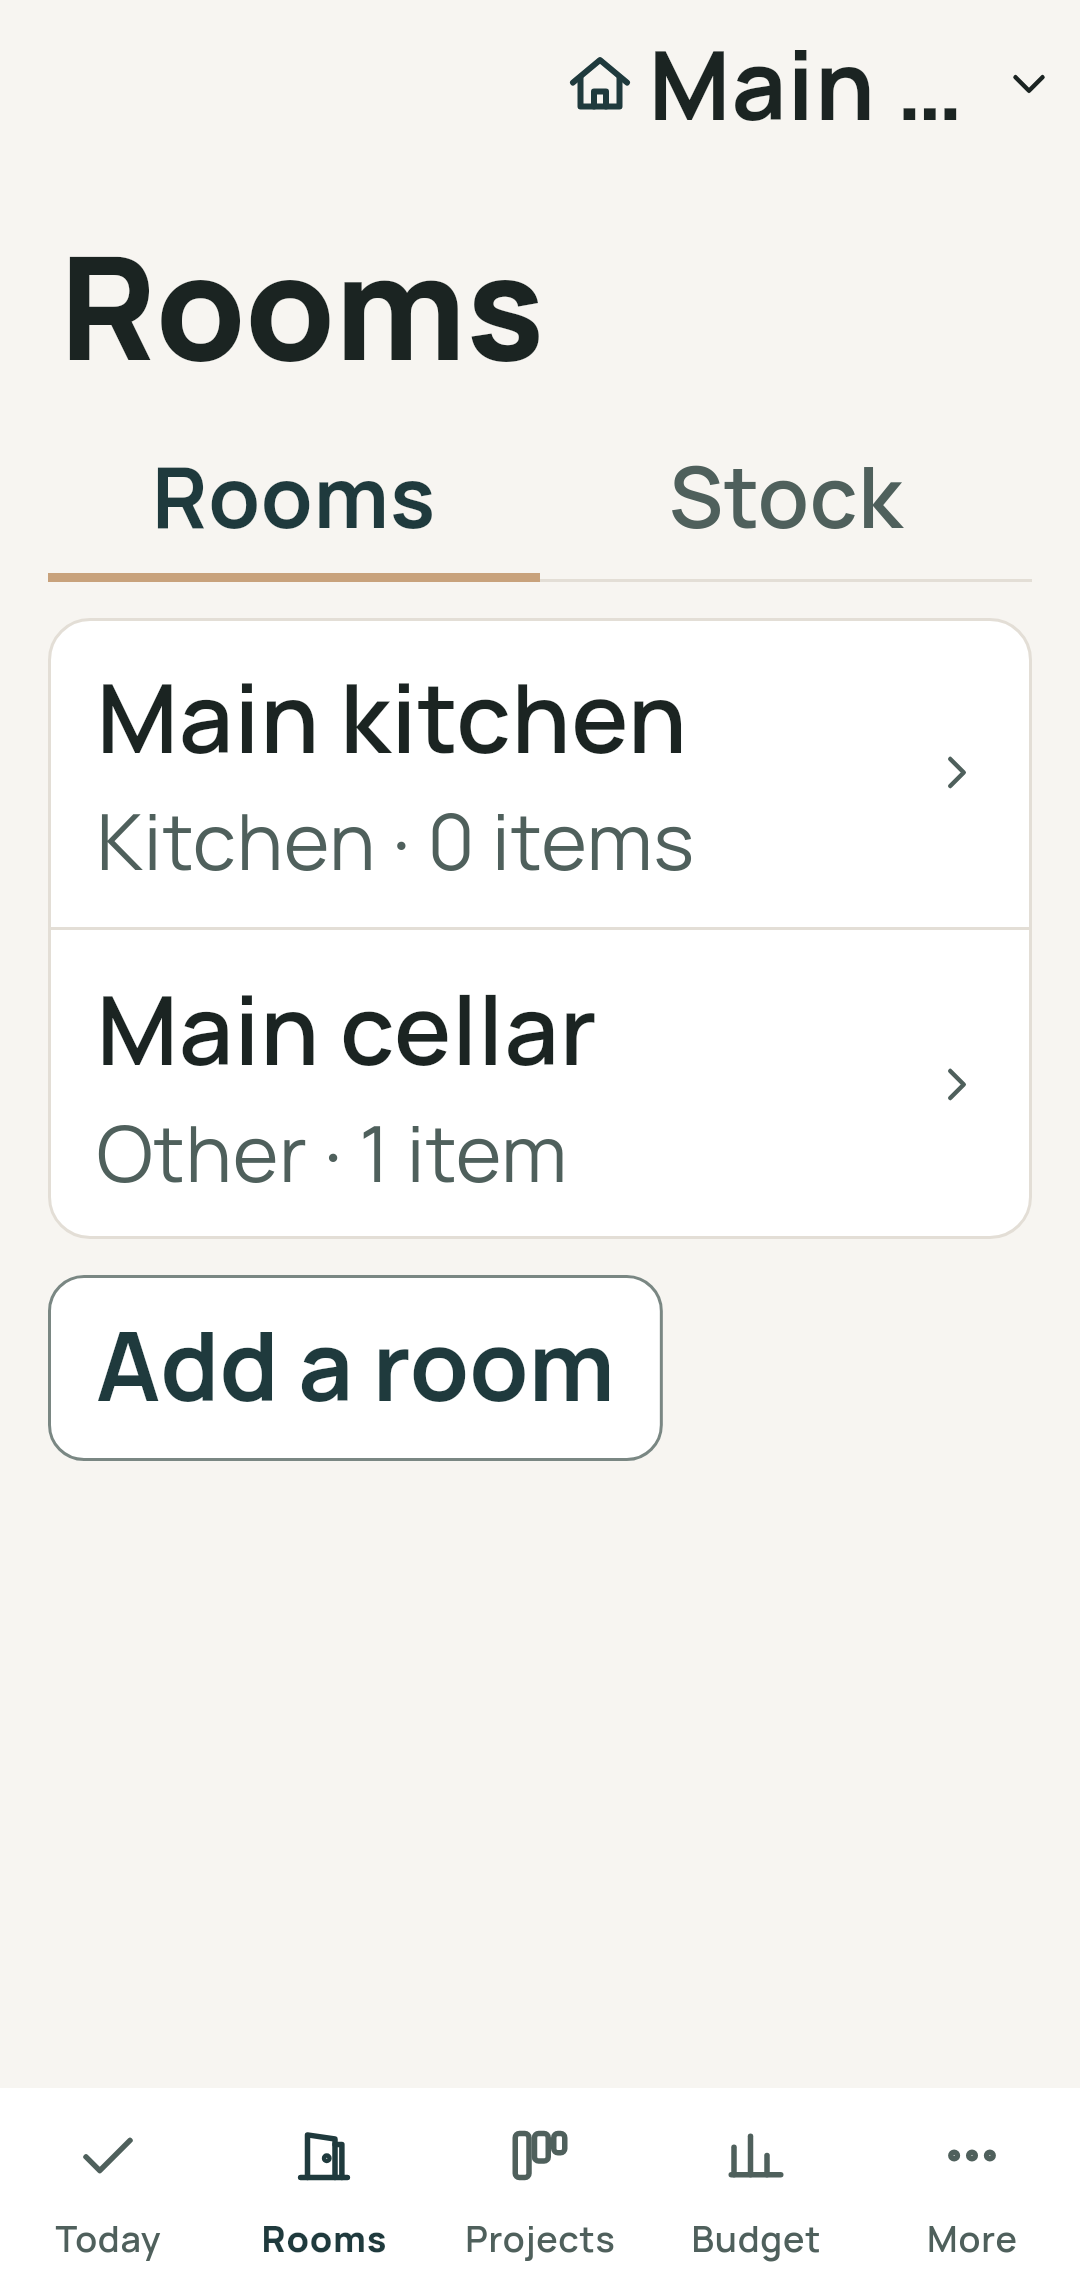 Main ...
Rooms
Rooms Stock
Main kitchen
Kitchen · 0 items
Main cellar
Other · 1 item
Add a room
Today Rooms Projects Budget More